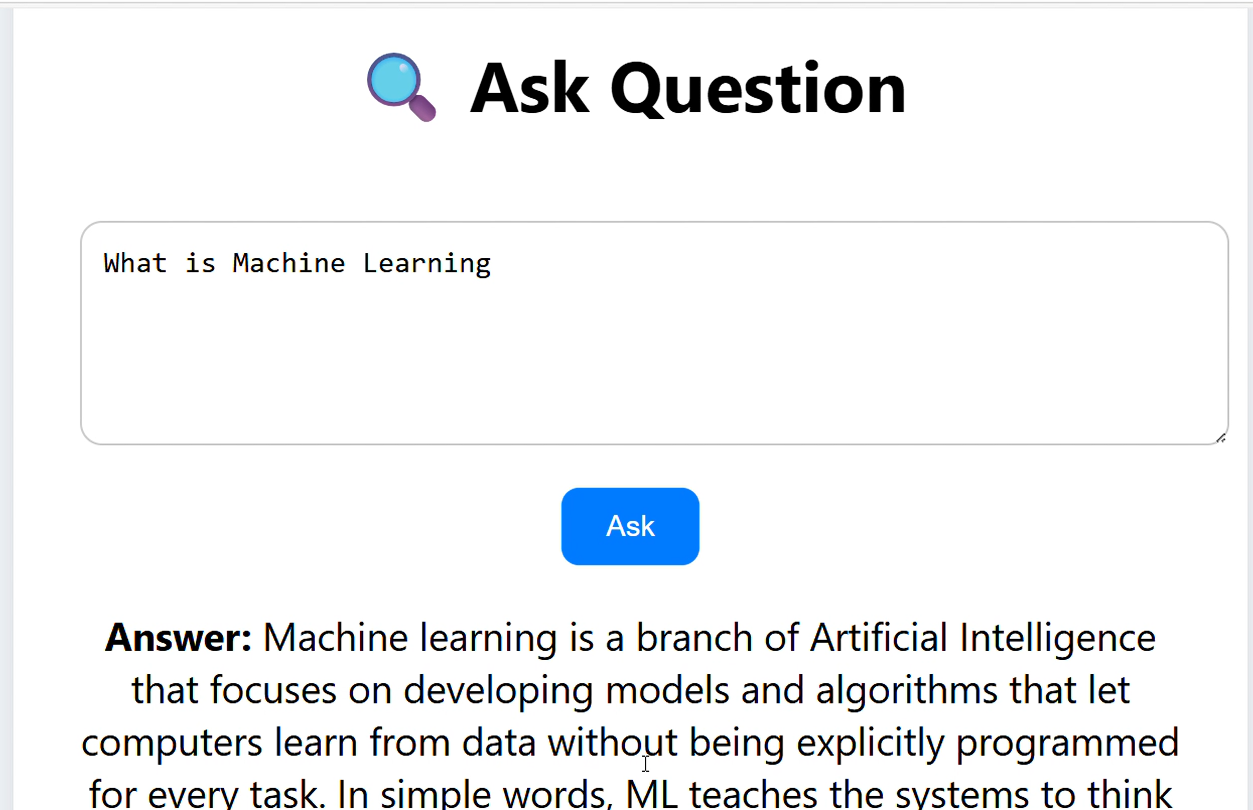 Ask Question
What is Machine Learning
Ask
Answer: Machine learning is a branch of Artificial Intelligence
that focuses on developing models and algorithms that let
computers learn from data without being explicitly programmed
for every task. In simple words, ML teaches the systems to think